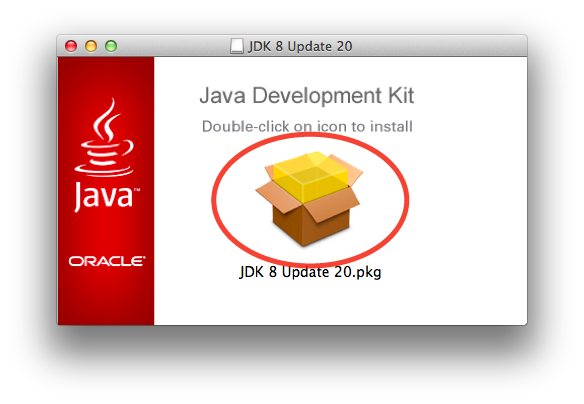 JDK 8 Update 20
Java Development Kit
Double-click on icon to install
Java™
ORACLE®
JDK 8 Update 20.pkg